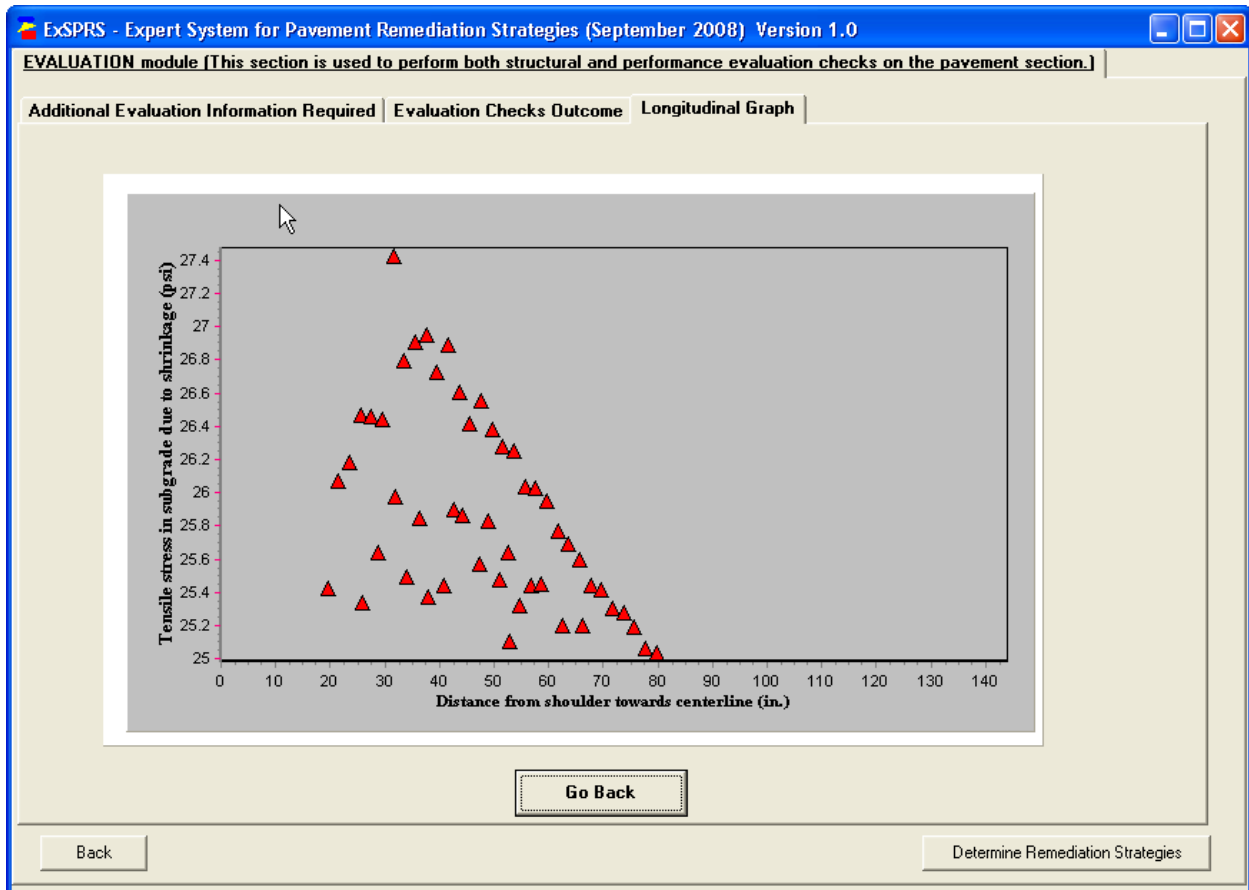 ExSPRS - Expert System for Pavement Remediation Strategies (September 2008) Version 1.0
EVALUATION module (This section is used to perform both structural and performance evaluation checks on the pavement section.)
Additional Evaluation Information Required
Evaluation Checks Outcome
Longitudinal Graph
Tensile stress in subgrade due to shrinkage (psi)
27.4
27.2
27
26.8
26.6
26.4
26.2
26
25.8
25.6
25.4
25.2
25
0 10 20 30 40 50 60 70 80 90 100 110 120 130 140
Distance from shoulder towards centerline (in.)
Go Back
Back
Determine Remediation Strategies